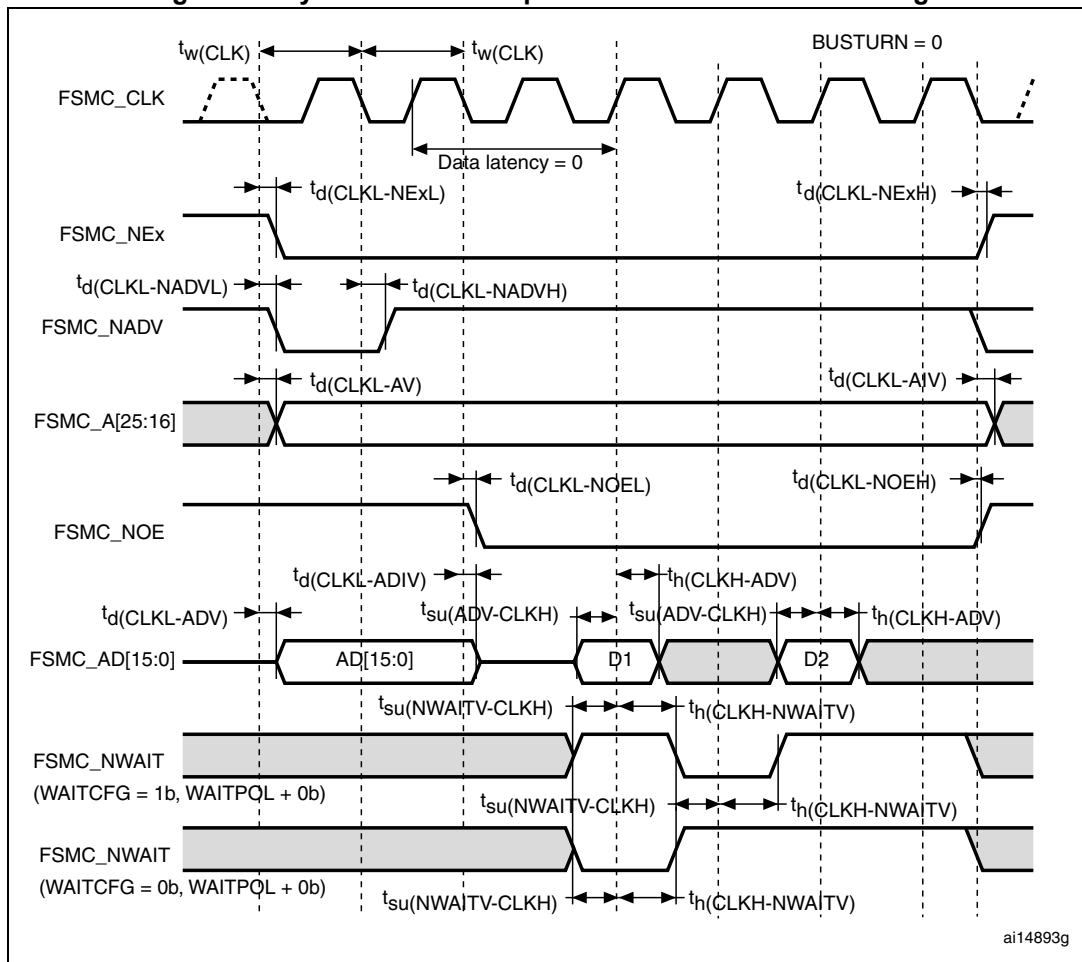 tw(CLK) tw(CLK) BUSTURN = 0
FSMC_CLK
Data latency = 0
td(CLKL-NExL) td(CLKL-NExH)
FSMC_NEx
td(CLKL-NADVL) td(CLKL-NADVH)
FSMC_NADV
td(CLKL-AV) td(CLKL-AIV)
FSMC_A[25:16]
td(CLKL-NOEL) td(CLKL-NOEH)
FSMC_NOE
td(CLKL-ADIV) th(CLKH-ADV)
td(CLKL-ADV) tsu(ADV-CLKH) tsu(ADV-CLKH) th(CLKH-ADV)
FSMC_AD[15:0] AD[15:0] D1 D2
tsu(NWAITV-CLKH) th(CLKH-NWAITV)
FSMC_NWAIT
(WAITCFG = 1b, WAITPOL + 0b)
tsu(NWAITV-CLKH) th(CLKH-NWAITV)
FSMC_NWAIT
(WAITCFG = 0b, WAITPOL + 0b)
tsu(NWAITV-CLKH) th(CLKH-NWAITV)
ai14893g